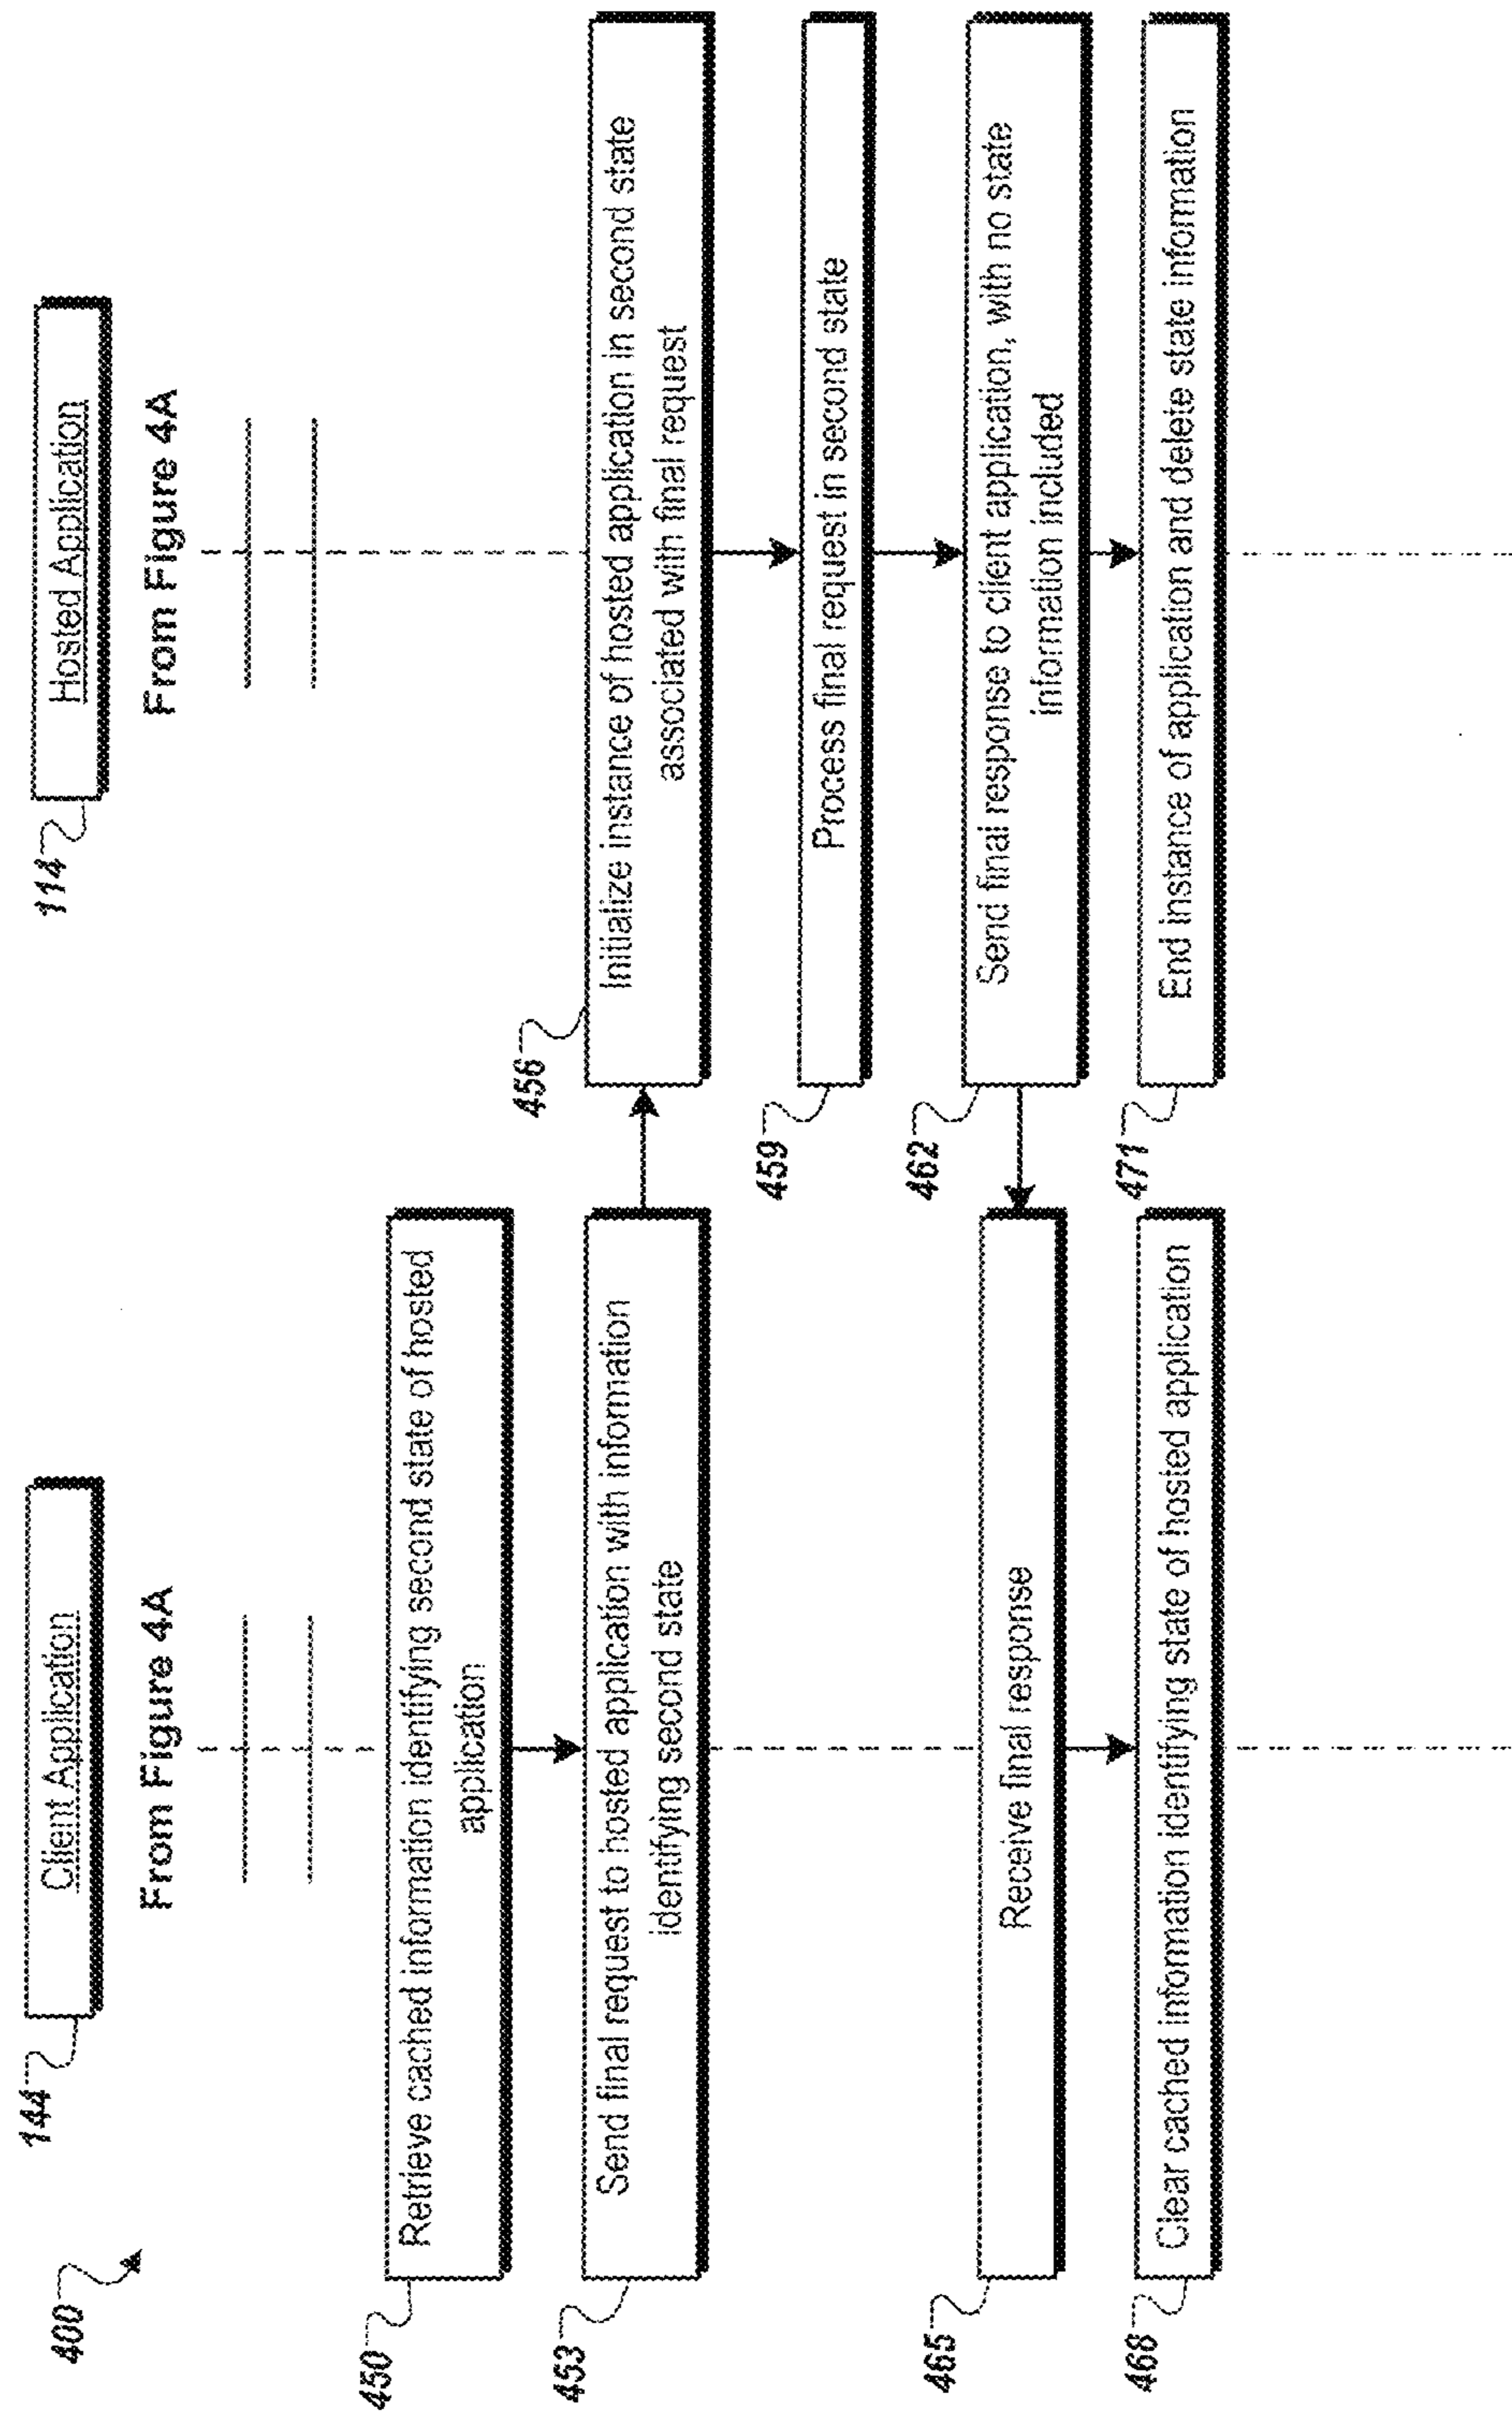 400
144
Client Application
114
Hosted Application
From Figure 4A
From Figure 4A
450
Retrieve cached information identifying second state of hosted
application
453
Send final request to hosted application with information
identifying second state
456
Initialize instance of hosted application in second state
associated with final request
459
Process final request in second state
462
Send final response to client application, with no state
information included
465
Receive final response
468
Clear cached information identifying state of hosted application
471
End instance of application and delete state information